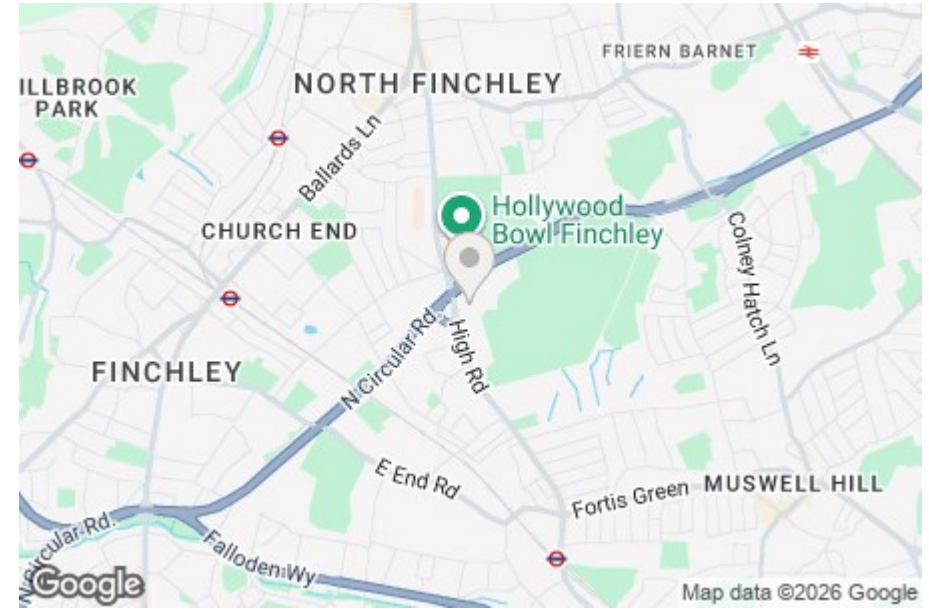 FRIERN BARNET
NORTH FINCHLEY
ILLBROOK
PARK
Ballards Ln
Hollywood
Bowl Finchley
CHURCH END
Colney Hatch Ln
N Circular Rd.
High Rd
FINCHLEY
E End Rd
Fortis Green
MUSWELL HILL
N Circular Rd.
Falloden Wy
Google
Map data ©2026 Google